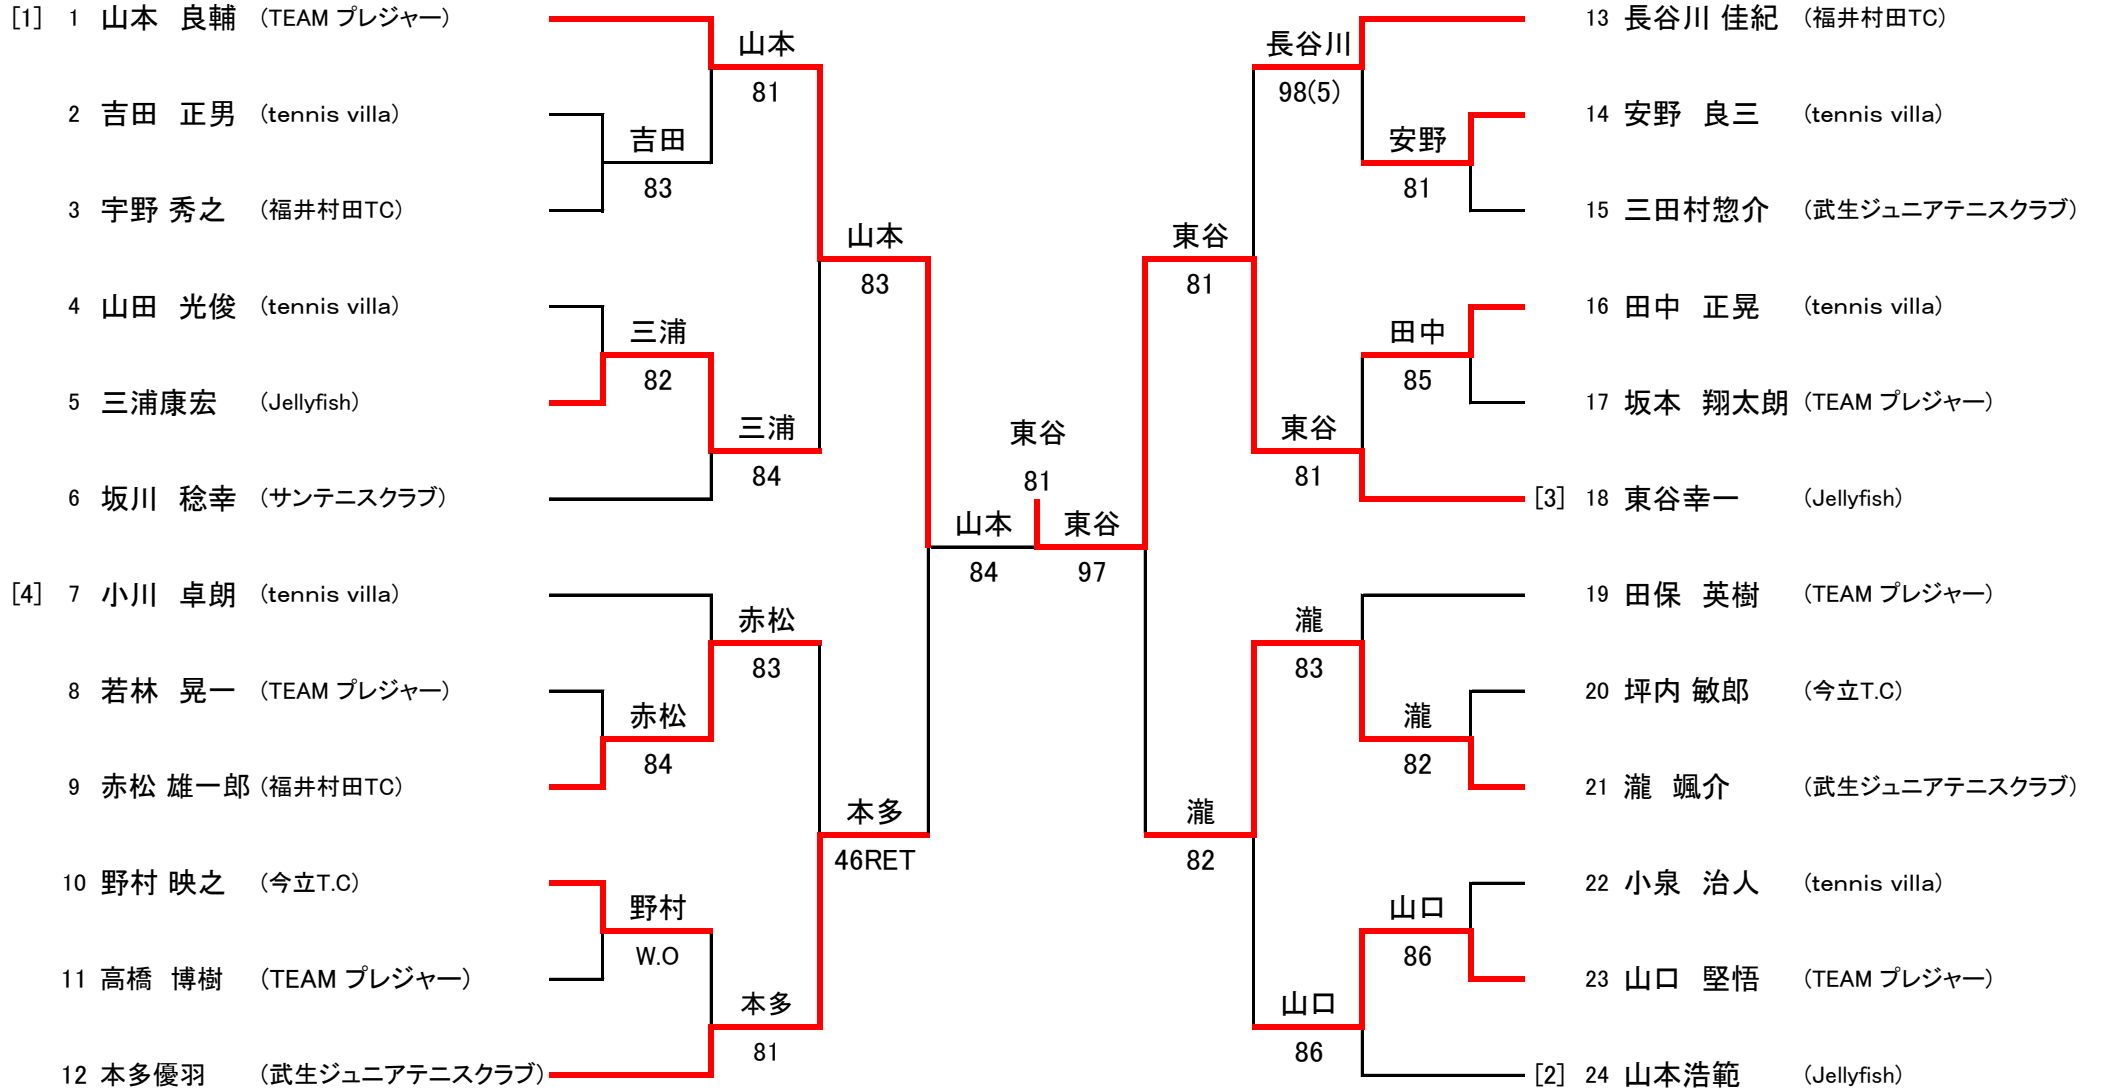 [1] 1 山本 良輔 (TEAM プレジャー)
2 吉田 正男 (tennis villa)
3 宇野 秀之 (福井村田TC)
4 山田 光俊 (tennis villa)
5 三浦康宏 (Jellyfish)
6 坂川 稔幸 (サンテニスクラブ)
[4] 7 小川 卓朗 (tennis villa)
8 若林 晃一 (TEAM プレジャー)
9 赤松 雄一郎 (福井村田TC)
10 野村 映之 (今立T.C)
11 高橋 博樹 (TEAM プレジャー)
12 本多優羽 (武生ジュニアテニスクラブ)
吉田
83
三浦
82
赤松
84
野村
W.O
山本
81
三浦
84
赤松
83
本多
81
山本
83
本多
46RET
山本
84
東谷
81
東谷
97
東谷
81
瀧
82
長谷川
98(5)
東谷
81
瀧
83
山口
86
安野
81
田中
85
瀧
82
山口
86
13 長谷川 佳紀 (福井村田TC)
14 安野 良三 (tennis villa)
15 三田村惣介 (武生ジュニアテニスクラブ)
16 田中 正晃 (tennis villa)
17 坂本 翔太朗 (TEAM プレジャー)
[3] 18 東谷幸一 (Jellyfish)
19 田保 英樹 (TEAM プレジャー)
20 坪内 敏郎 (今立T.C)
21 瀧 颯介 (武生ジュニアテニスクラブ)
22 小泉 治人 (tennis villa)
23 山口 堅悟 (TEAM プレジャー)
[2] 24 山本浩範 (Jellyfish)